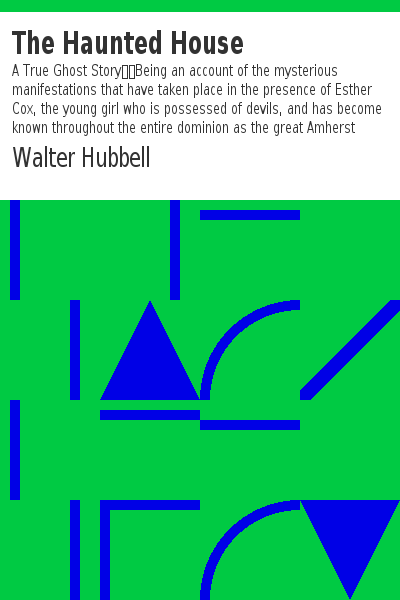 The Haunted House
A True Ghost Story▯▯Being an account of the mysterious
manifestations that have taken place in the presence of Esther
Cox, the young girl who is possessed of devils, and has become
known throughout the entire dominion as the great Amherst
Walter Hubbell